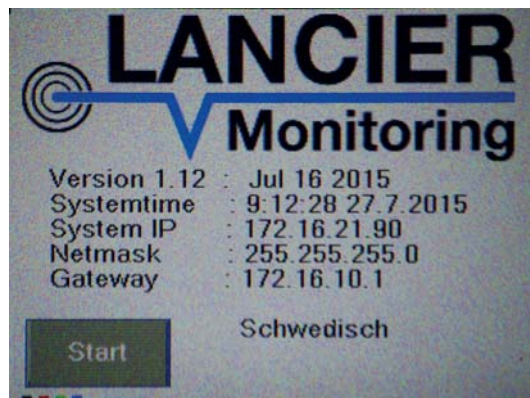 LANCIER
Monitoring
Version 1.12 : Jul 16 2015
Systemtime : 9:12:28 27.7.2015
System IP : 172.16.21.90
Netmask : 255.255.255.0
Gateway : 172.16.10.1
Schwedisch
Start